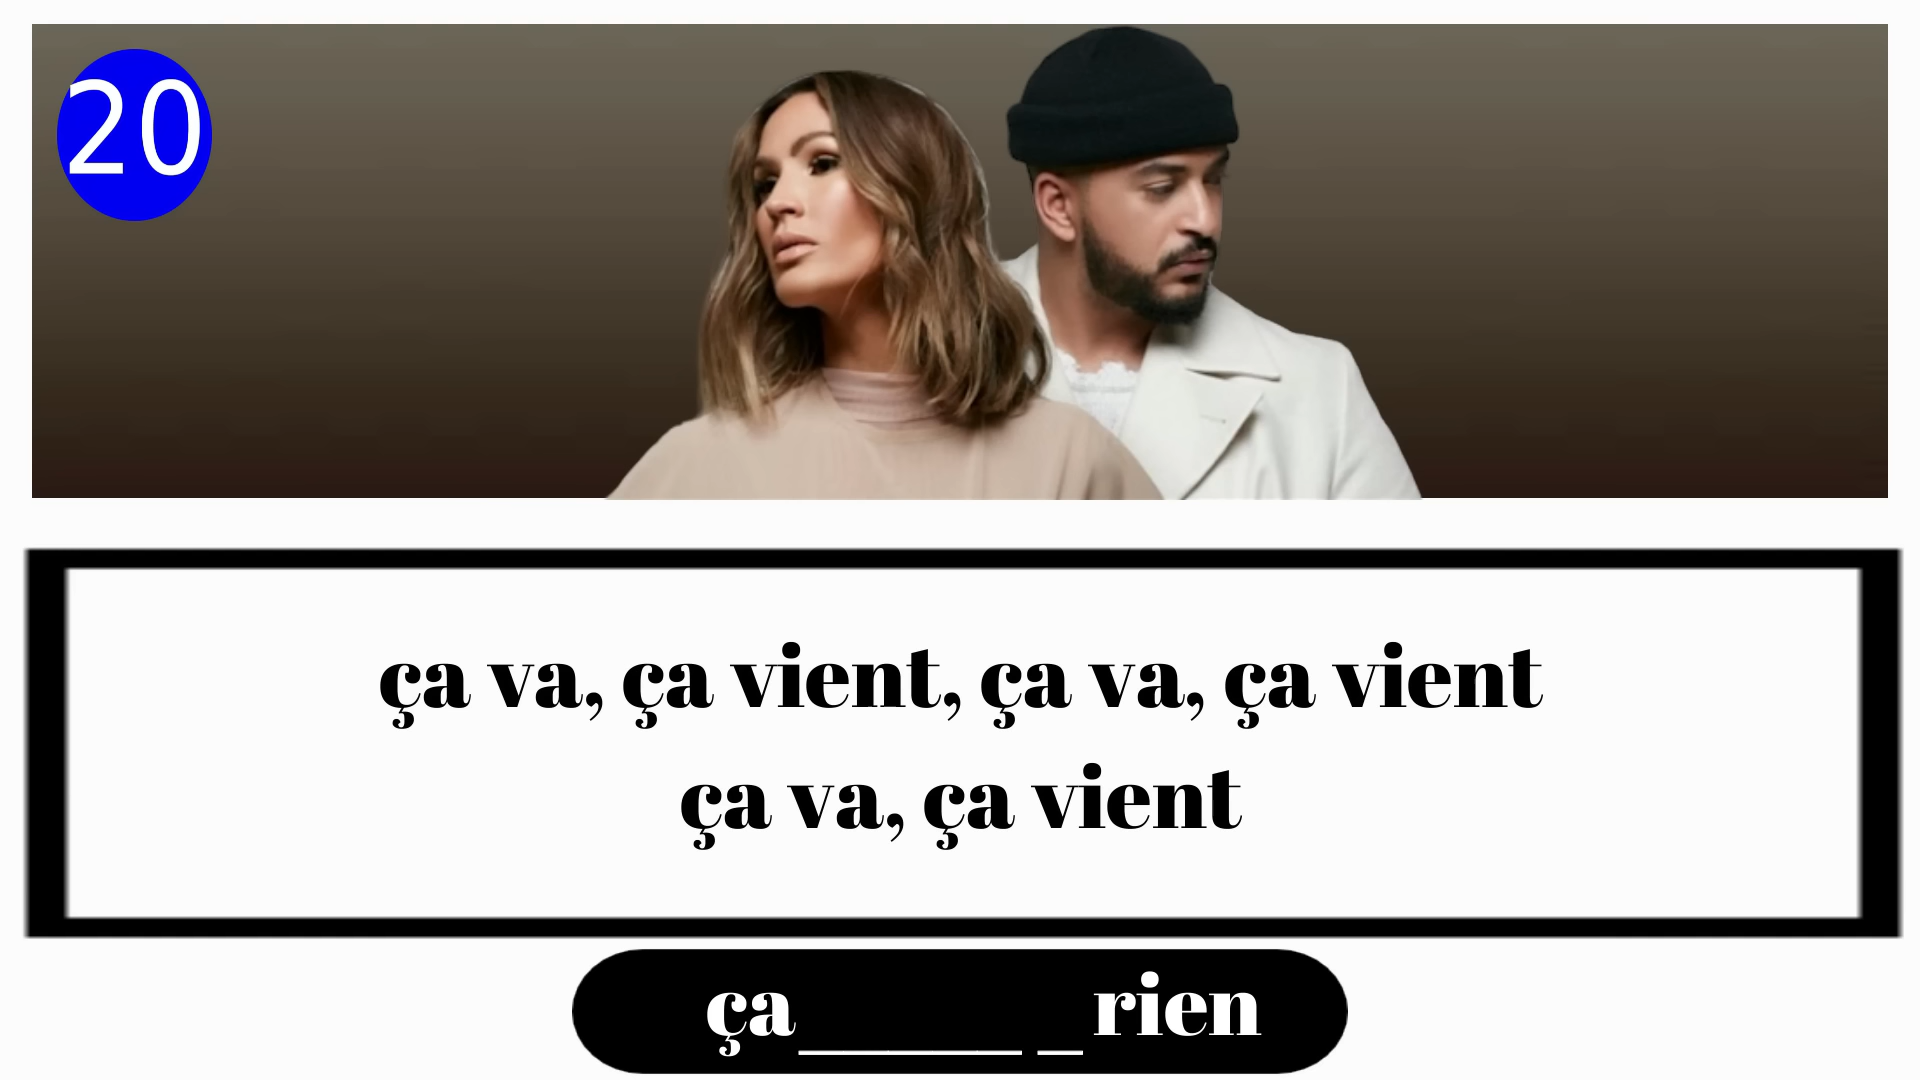 20
ça va, ça vient, ça va, ça vient
ça va, ça vient
ça_____ _rien